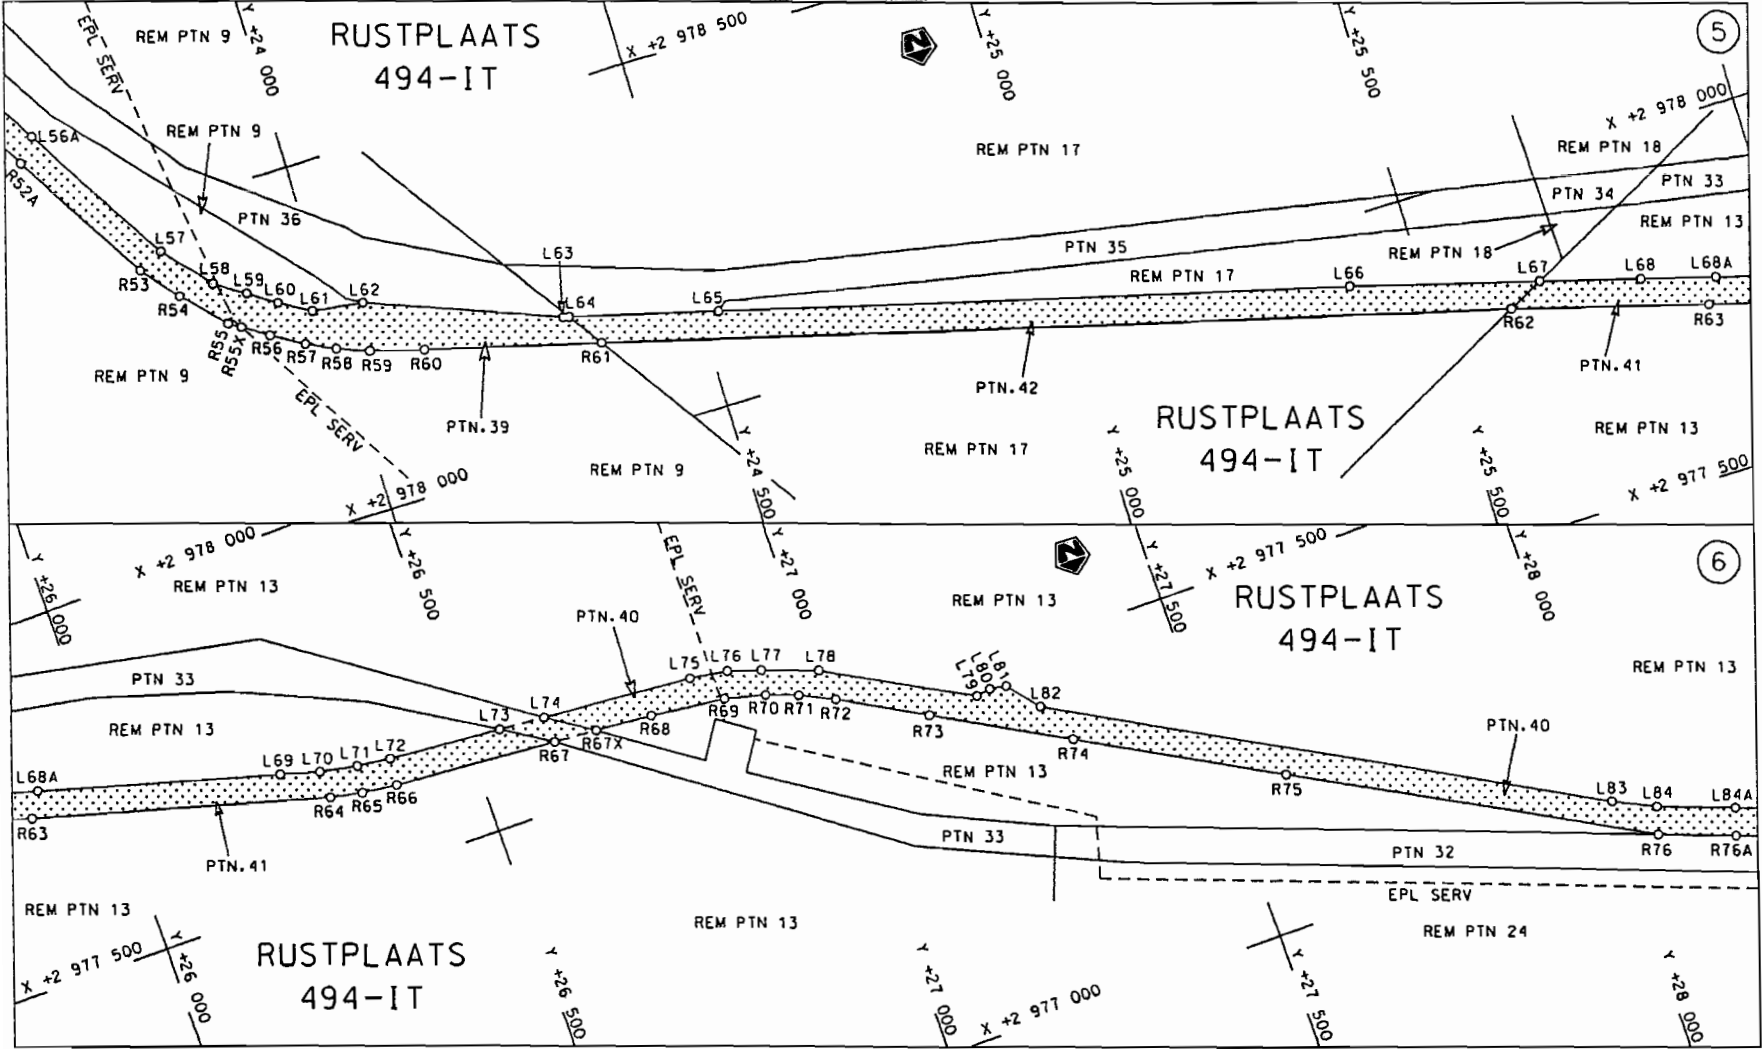 REM PTN 9
RUSTPLAATS
494-IT
EPL SERV
Y +24 000
X +2 978 500
Y +25 000
Y +25 500
X +2 978 000
5
N
REM PTN 9
REM PTN 17
REM PTN 18
L56A
R52A
PTN 36
PTN 34
PTN 33
REM PTN 13
PTN 35
REM PTN 18
REM PTN 17
L57
L58
L59
L60
L61
L62
L63
L64
L65
L66
L67
L68
L68A
R53
R54
R55
R55X
R56
R57
R58
R59
R60
R61
R62
R63
REM PTN 9
EPL SERV
PTN.39
PTN.42
PTN.41
RUSTPLAATS
494-IT
REM PTN 9
REM PTN 17
REM PTN 13
X +2 978 000
Y +24 500
Y +25 000
Y +25 500
X +2 977 500
Y +26 000
X +2 978 000
Y +26 500
EPL SERV
Y +27 000
N
Y +27 500
X +2 977 500
Y +28 000
6
REM PTN 13
REM PTN 13
RUSTPLAATS
494-IT
PTN.40
REM PTN 13
PTN 33
REM PTN 13
L68A
L69
L70
L71
L72
L73
L74
L75
L76
L77
L78
L79
L80
L81
L82
L83
L84
L84A
R63
R64
R65
R66
R67
R67X
R68
R69
R70
R71
R72
R73
R74
R75
R76
R76A
PTN.40
REM PTN 13
PTN.41
PTN 33
PTN 32
EPL SERV
REM PTN 13
REM PTN 13
REM PTN 24
X +2 977 500
Y +26 000
RUSTPLAATS
494-IT
Y +26 500
Y +27 000
X +2 977 000
Y +27 500
Y +28 000